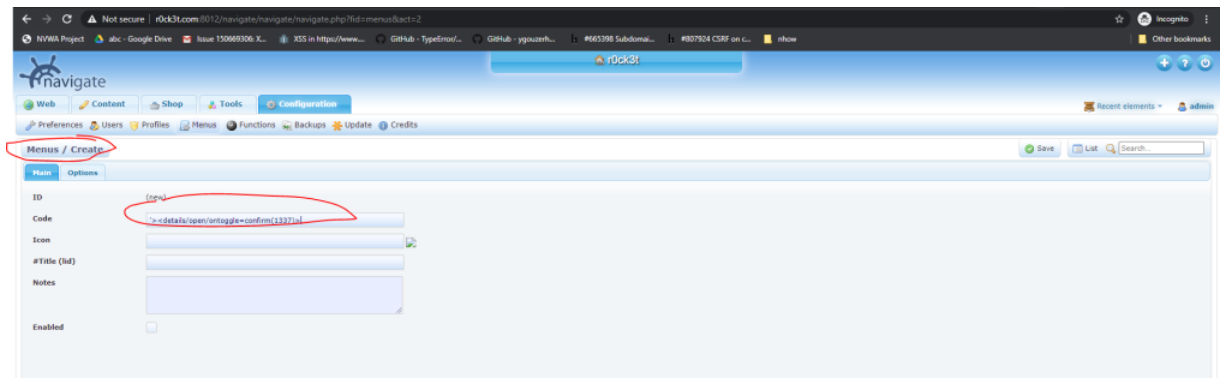 Not secure | r0ck3t.com:8012/navigate/navigate/navigate.php?fid=menus&act=2
Incognito
NVWA Project abc - Google Drive Issue 150669306: X... XSS in https://www.... GitHub - TypeError/... GitHub - ygouzerh... #665398 Subdomai... #807924 CSRF on c... nhow Other bookmarks
r0ck3t
navigate
Web Content Shop Tools Configuration
Recent elements admin
Preferences Users Profiles Menus Functions Backups Update Credits
Menus / Create
Save List Search...
Main Options
ID (new)
Code '><details/open/ontoggle=confirm(1337)>
Icon
#Title (lid)
Notes
Enabled